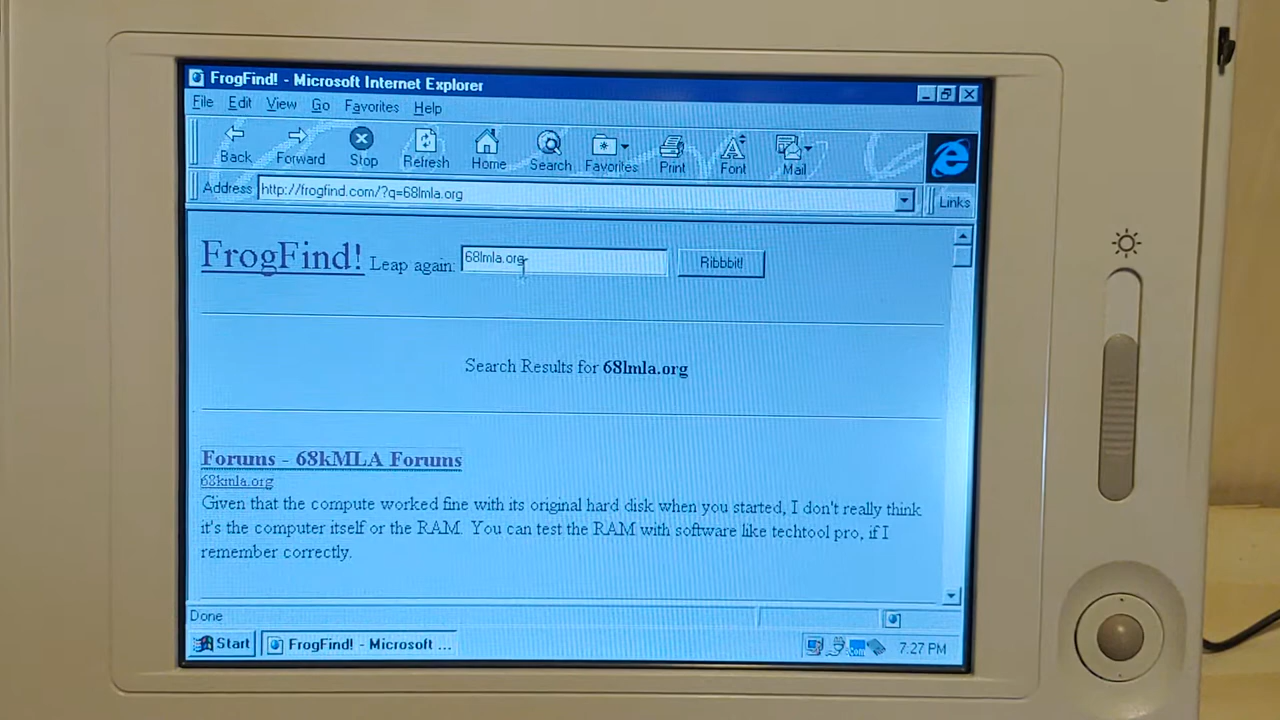 FrogFind! - Microsoft Internet Explorer
File Edit View Go Favorites Help
Back Forward Stop Refresh Home Search Favorites Print Font Mail
Address http://frogfind.com/?q=68lmla.org Links
FrogFind! Leap again: 68lmla.org Ribbbit!
Search Results for 68lmla.org
Forums - 68kMLA Forums
68kmla.org
Given that the compute worked fine with its original hard disk when you started, I don't really think
it's the computer itself or the RAM. You can test the RAM with software like techtool pro, if I
remember correctly.
Done
Start FrogFind! - Microsoft ... Com 7:27 PM